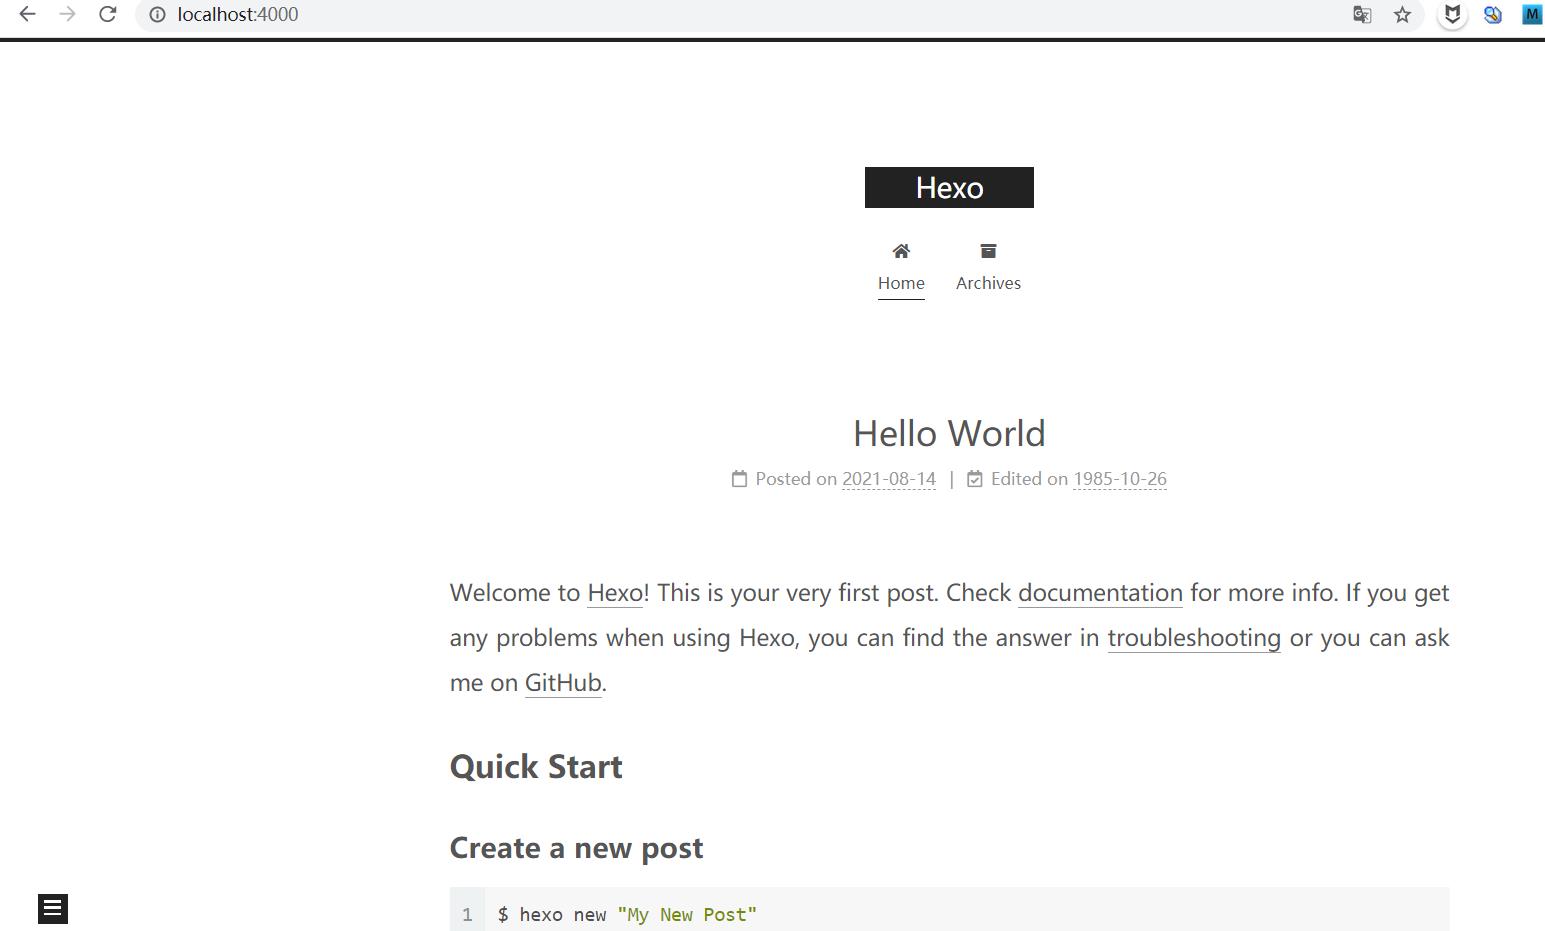 localhost:4000
M
Hexo
Home Archives
Hello World
Posted on 2021-08-14 | Edited on 1985-10-26
Welcome to Hexo! This is your very first post. Check documentation for more info. If you get
any problems when using Hexo, you can find the answer in troubleshooting or you can ask
me on GitHub.
Quick Start
Create a new post
1 $ hexo new "My New Post"